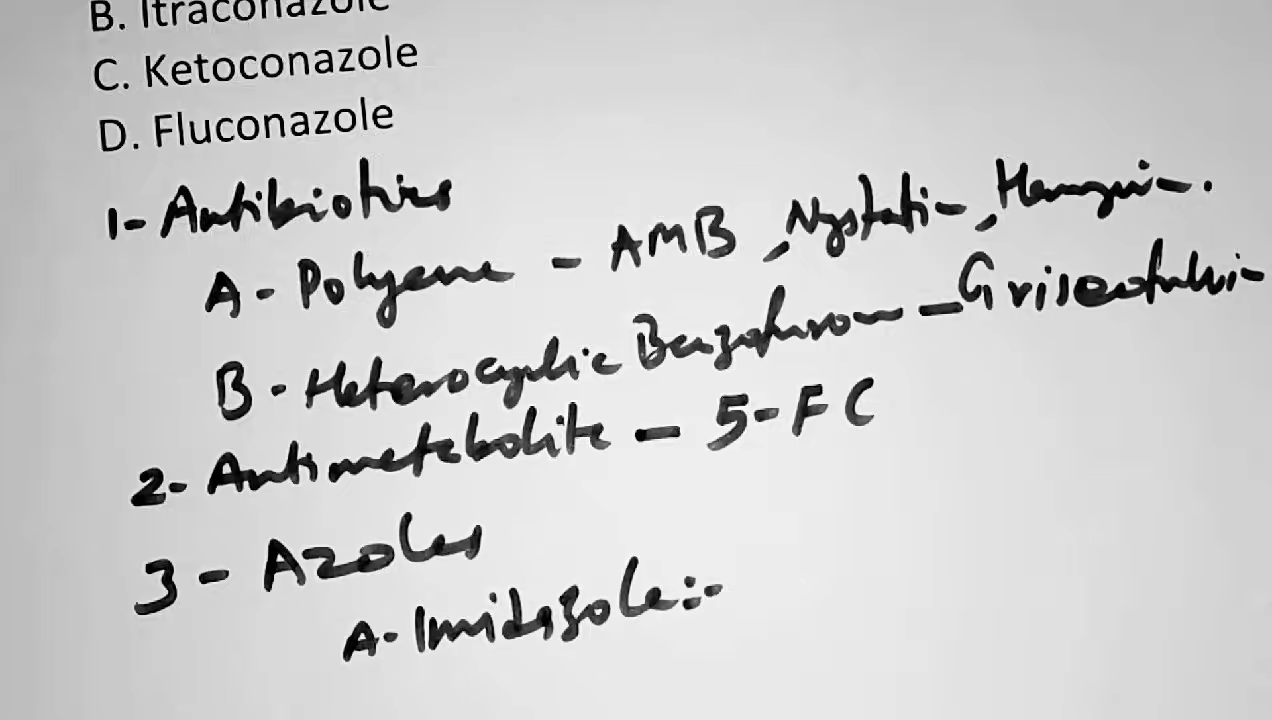 B. Itraconazole
C. Ketoconazole
D. Fluconazole
1- Antibiotics
A- Polyene - AMB, Nystatin, Hamycin.
B- Heterocyclic Benzofuran - Griseofulvin
2- Antimetabolite - 5-FC
3- Azoles
A- Imidazole:-